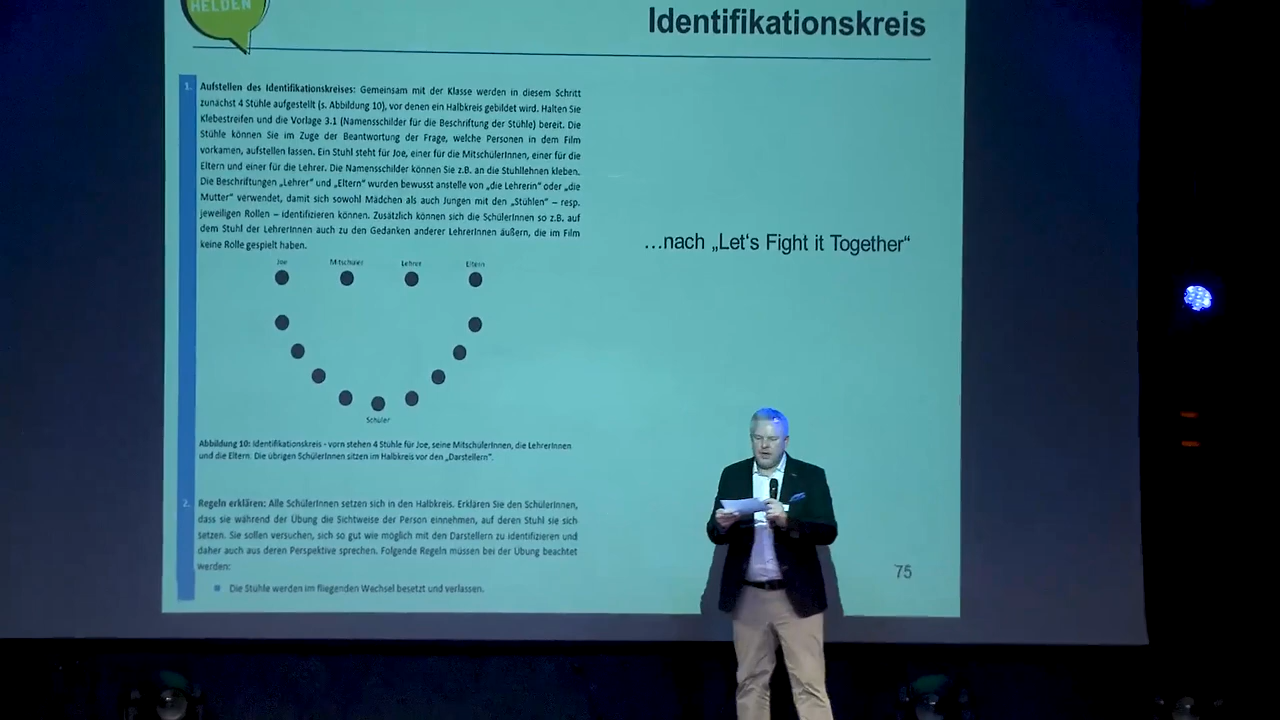 HELDEN
Identifikationskreis
1. Aufstellen des Identifikationskreises: Gemeinsam mit der Klasse werden in diesem Schritt
zunächst 4 Stühle aufgestellt (s. Abbildung 10), vor denen ein Halbkreis gebildet wird. Halten Sie
Klebestreifen und die Vorlage 3.1 (Namensschilder für die Beschriftung der Stühle) bereit. Die
Stühle können Sie im Zuge der Beantwortung der Frage, welche Personen in dem Film
vorkamen, aufstellen lassen. Ein Stuhl steht für Joe, einer für die MitschülerInnen, einer für die
Eltern und einer für die Lehrer. Die Namensschilder können Sie z.B. an die Stuhllehnen kleben.
Die Beschriftungen „Lehrer" und „Eltern" wurden bewusst anstelle von „die Lehrerin" oder „die
Mutter" verwendet, damit sich sowohl Mädchen als auch Jungen mit den „Stühlen" – resp.
jeweiligen Rollen – identifizieren können. Zusätzlich können sich die SchülerInnen so z.B. auf
dem Stuhl der LehrerInnen auch zu den Gedanken anderer LehrerInnen äußern, die im Film
keine Rolle gespielt haben.
…nach „Let's Fight it Together"
Joe Mitschüler Lehrer Eltern
Schüler
Abbildung 10: Identifikationskreis - vorn stehen 4 Stühle für Joe, seine MitschülerInnen, die LehrerInnen
und die Eltern. Die übrigen SchülerInnen sitzen im Halbkreis vor den „Darstellern".
2. Regeln erklären: Alle SchülerInnen setzen sich in den Halbkreis. Erklären Sie den SchülerInnen,
dass sie während der Übung die Sichtweise der Person einnehmen, auf deren Stuhl sie sich
setzen. Sie sollen versuchen, sich so gut wie möglich mit den Darstellern zu identifizieren und
daher auch aus deren Perspektive sprechen. Folgende Regeln müssen bei der Übung beachtet
werden:
Die Stühle werden im fliegenden Wechsel besetzt und verlassen.
75